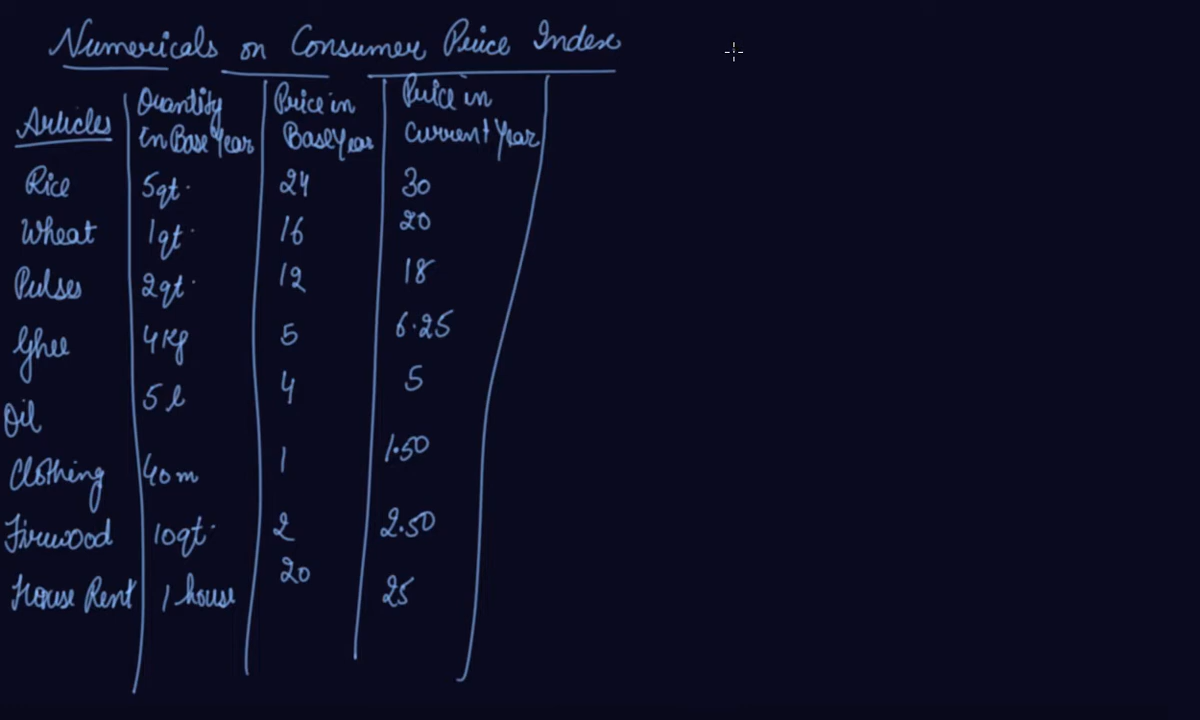 Numericals on Consumer Price Index
Articles Quantity In Base Year Price in Base Year Price in Current Year
Rice 5qt. 24 30
Wheat 1qt. 16 20
Pulses 2qt. 12 18
Ghee 4Kg 5 6.25
Oil 5 l 4 5
Clothing 40m 1 1.50
Firewood 10qt. 2 2.50
House Rent 1 house 20 25